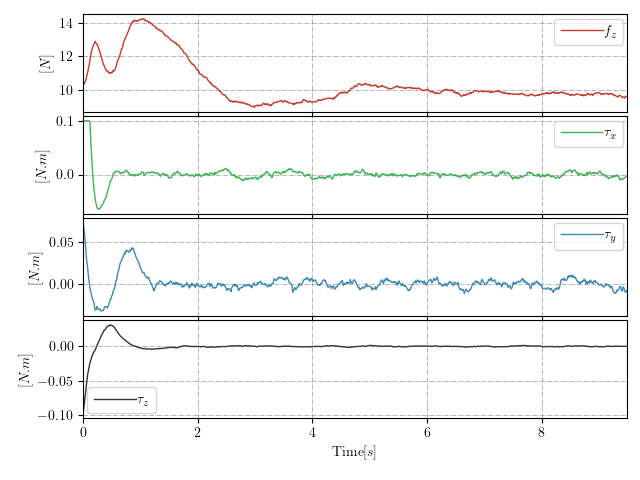 14
12
10
[N]
f_z
0.1
0.0
[N.m]
τ_x
0.05
0.00
[N.m]
τ_y
0.00
−0.05
−0.10
[N.m]
τ_z
0 2 4 6 8
Time[s]